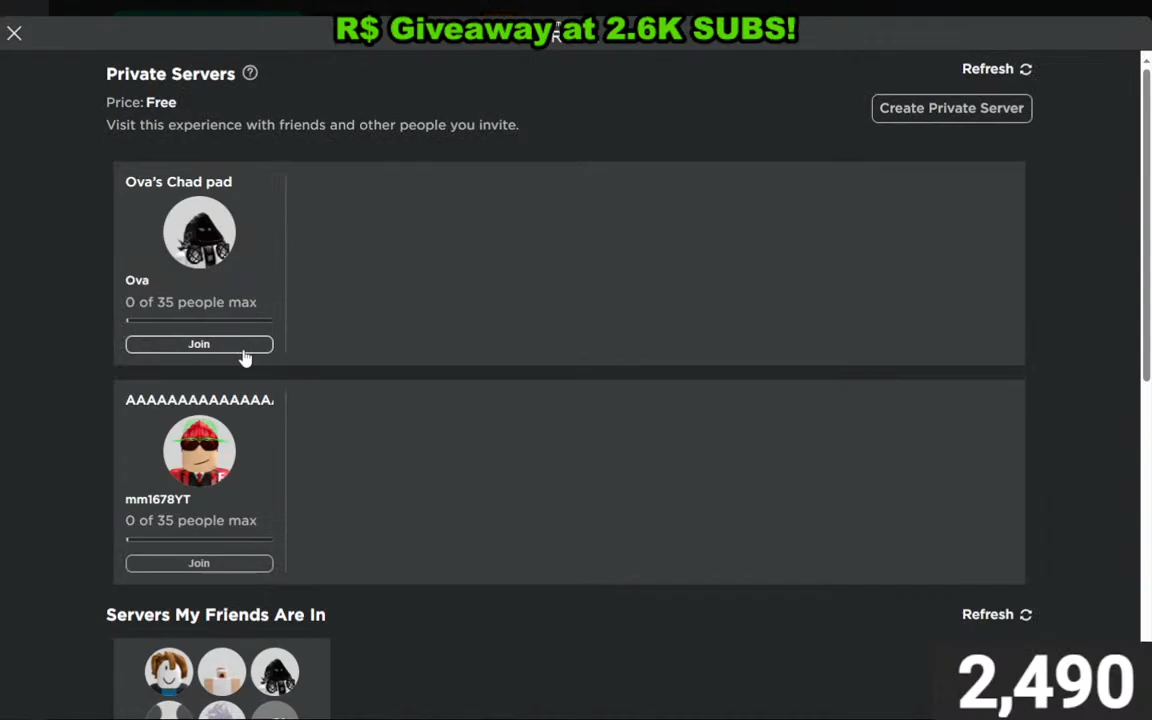 R$ Giveaway at 2.6K SUBS!
Private Servers
Refresh
Price: Free
Create Private Server
Visit this experience with friends and other people you invite.
Ova's Chad pad
Ova
0 of 35 people max
Join
AAAAAAAAAAAAAA
mm1678YT
0 of 35 people max
Join
Servers My Friends Are In
Refresh
2,490